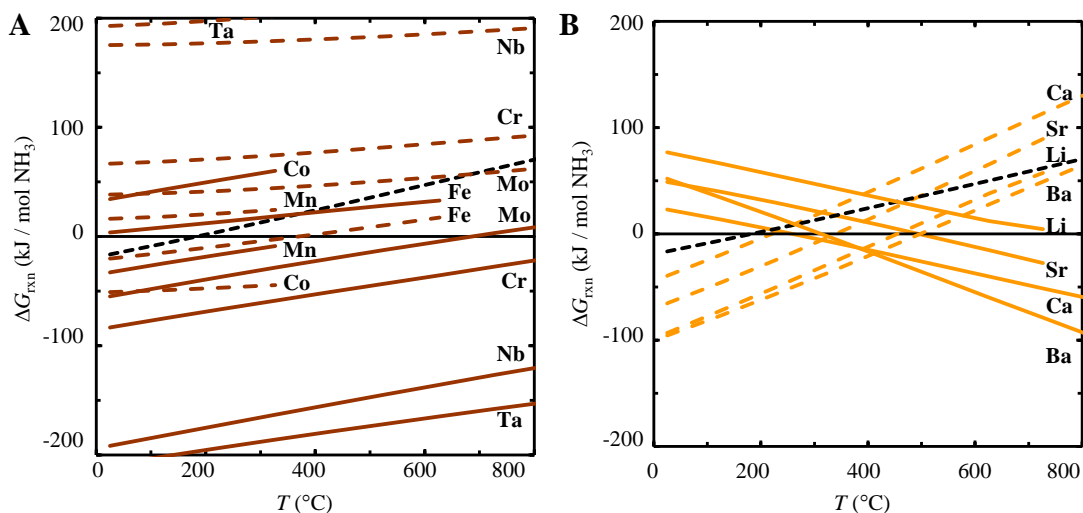 A
200
100
0
-100
-200
ΔG_rxn (kJ / mol NH₃)
Ta
Nb
Cr
Co
Mn
Fe
Mo
Fe
Mo
Mn
Co
Cr
Nb
Ta
0
200
400
600
800
T (°C)
B
200
100
0
-100
-200
ΔG_rxn (kJ / mol NH₃)
Ca
Sr
Li
Ba
Li
Sr
Ca
Ba
0
200
400
600
800
T (°C)